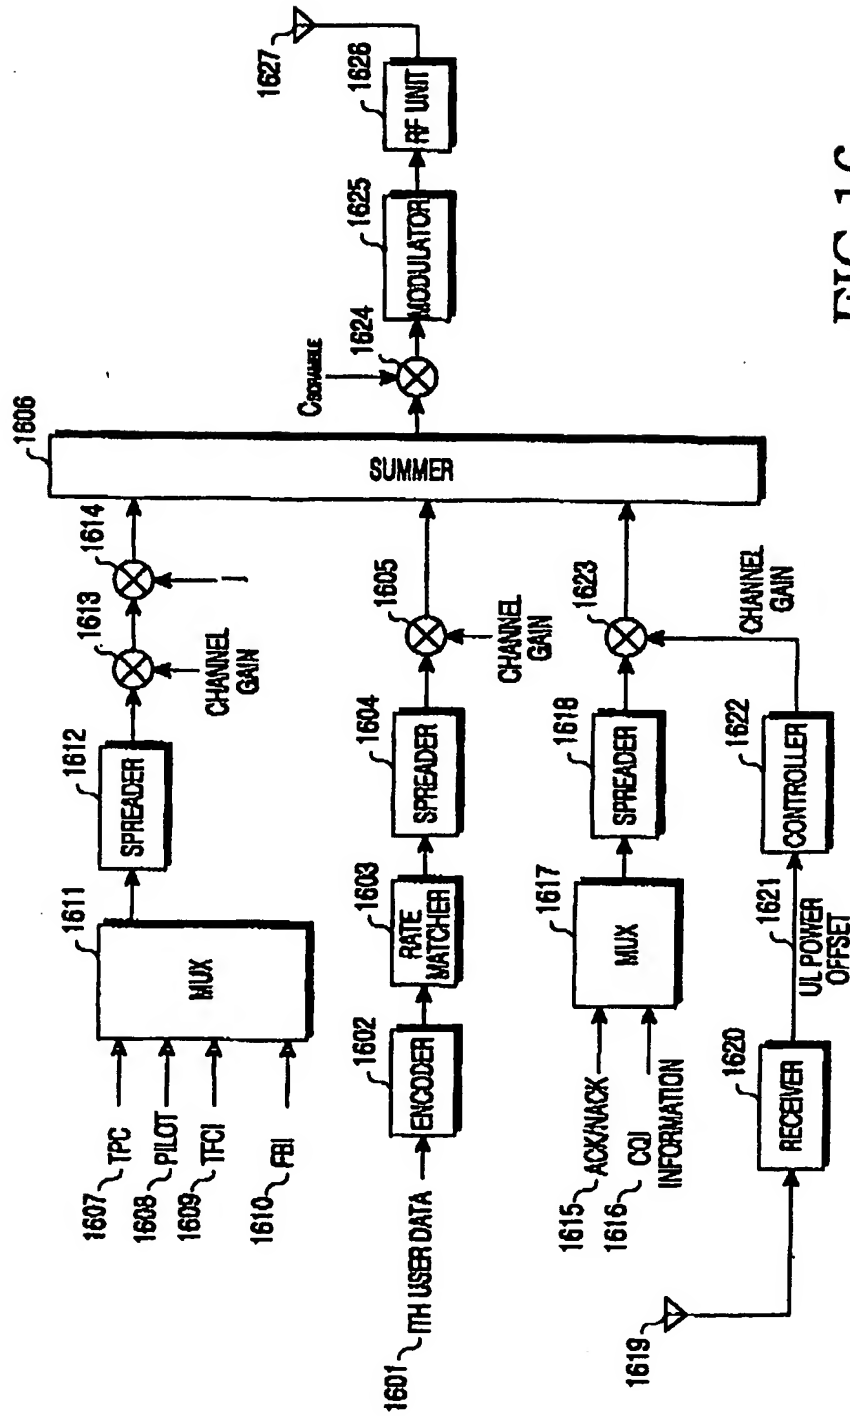 1607 TPC
1608 PILOT
1609 TFCI
1610 FBI
1611
MUX
1612
SPREADER
1613
CHANNEL
GAIN
1614
I
1606
SUMMER
1601 ITH USER DATA
1602
ENCODER
1603
RATE
MATCHER
1604
SPREADER
1605
CHANNEL
GAIN
CSCRAMBLE
1624
1625
MODULATOR
1626
RF UNIT
1627
1615 ACK/NACK
1616 CQI
INFORMATION
1617
MUX
1618
SPREADER
1623
CHANNEL
GAIN
1619
1620
RECEIVER
1621
UL POWER
OFFSET
1622
CONTROLLER
FIG.16